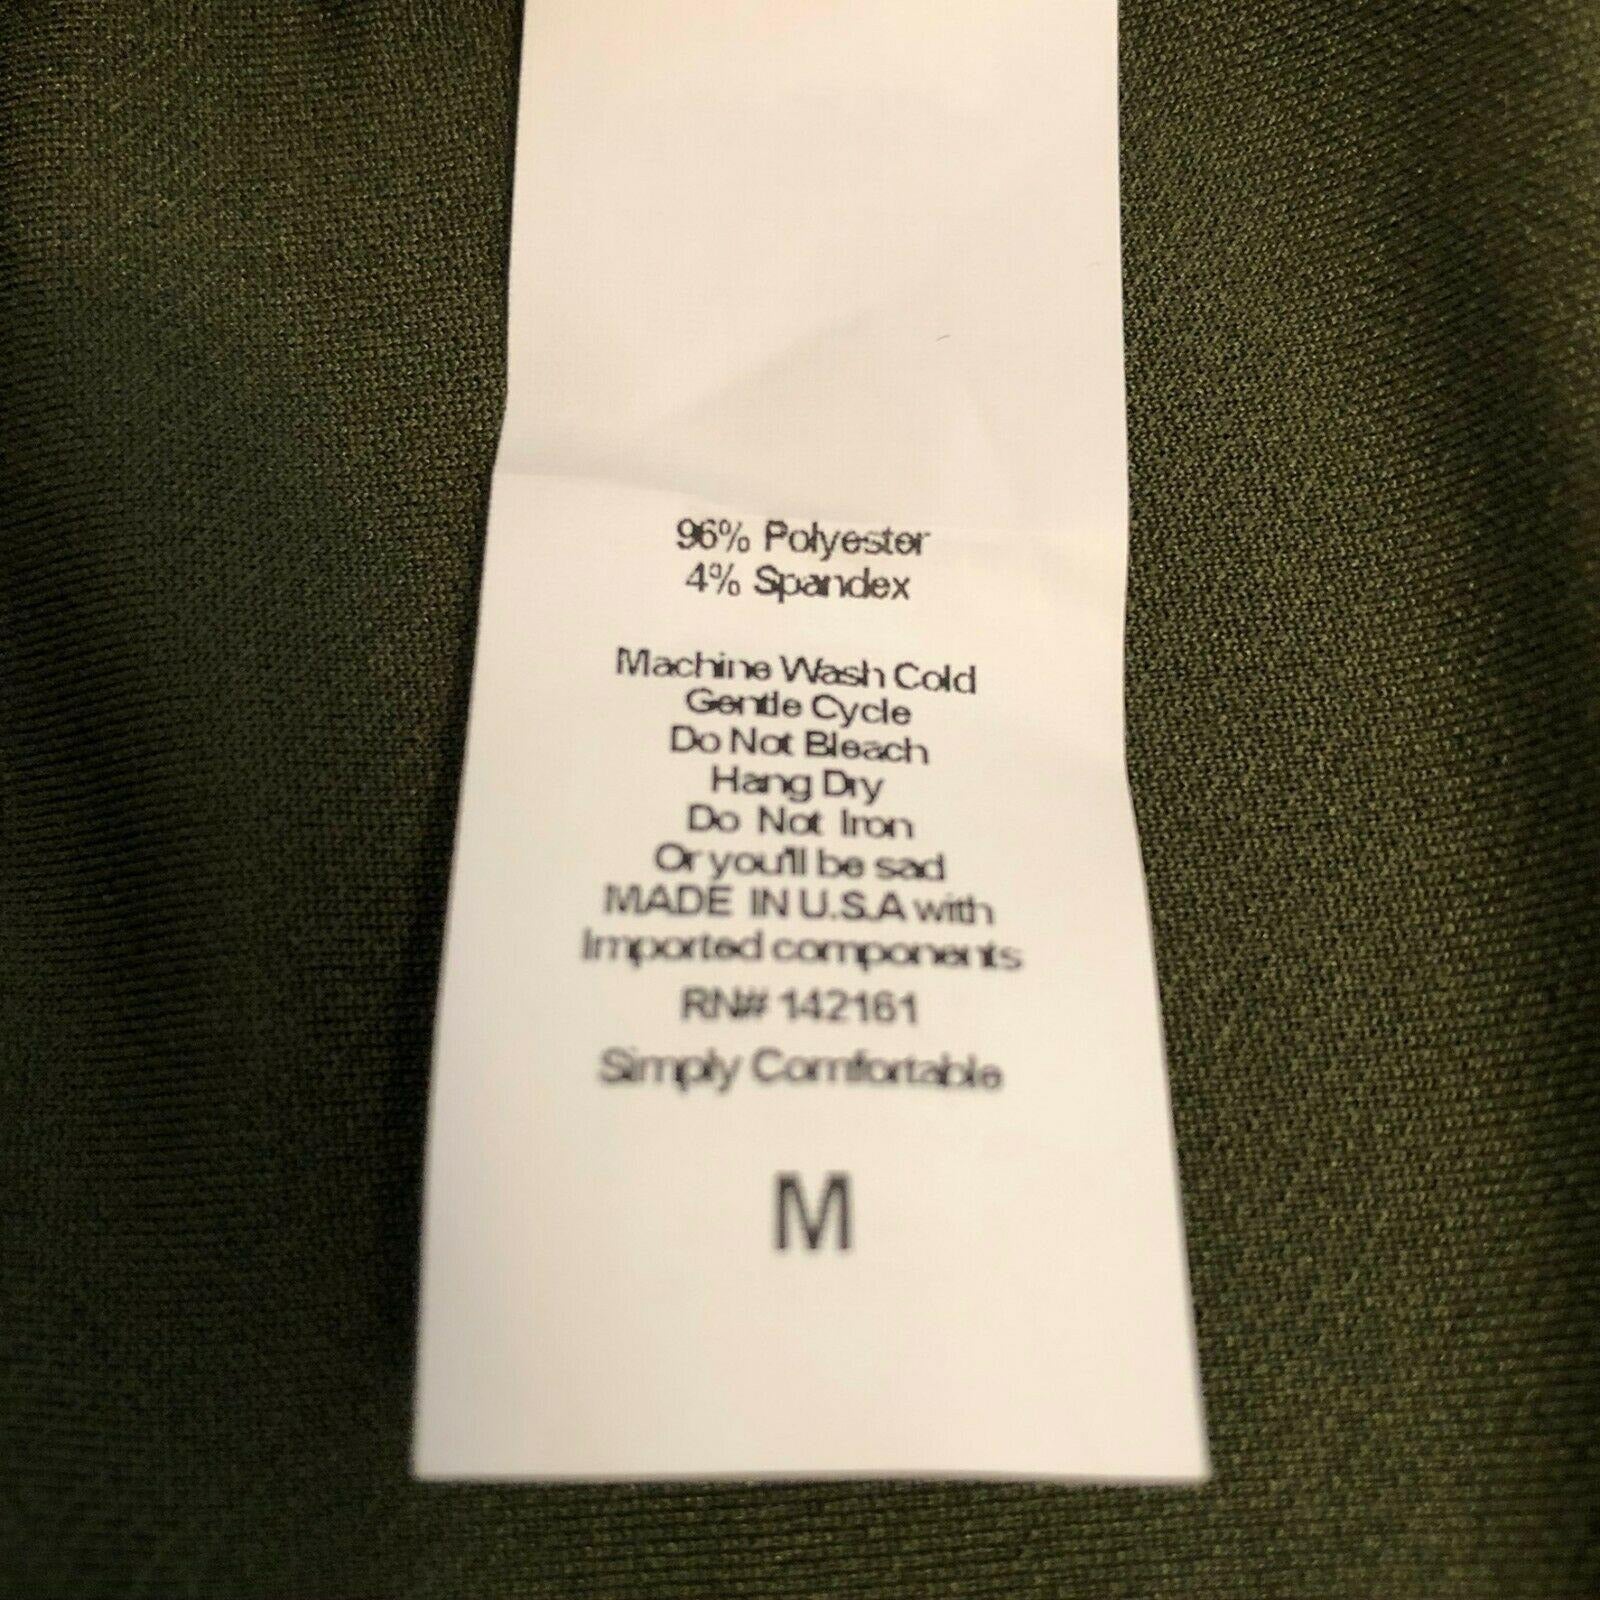 96% Polyester
4% Spandex
Machine Wash Cold
Gentle Cycle
Do Not Bleach
Hang Dry
Do Not Iron
Or you'll be sad
MADE IN U.S.A with
Imported components
RN# 142161
Simply Comfortable
M